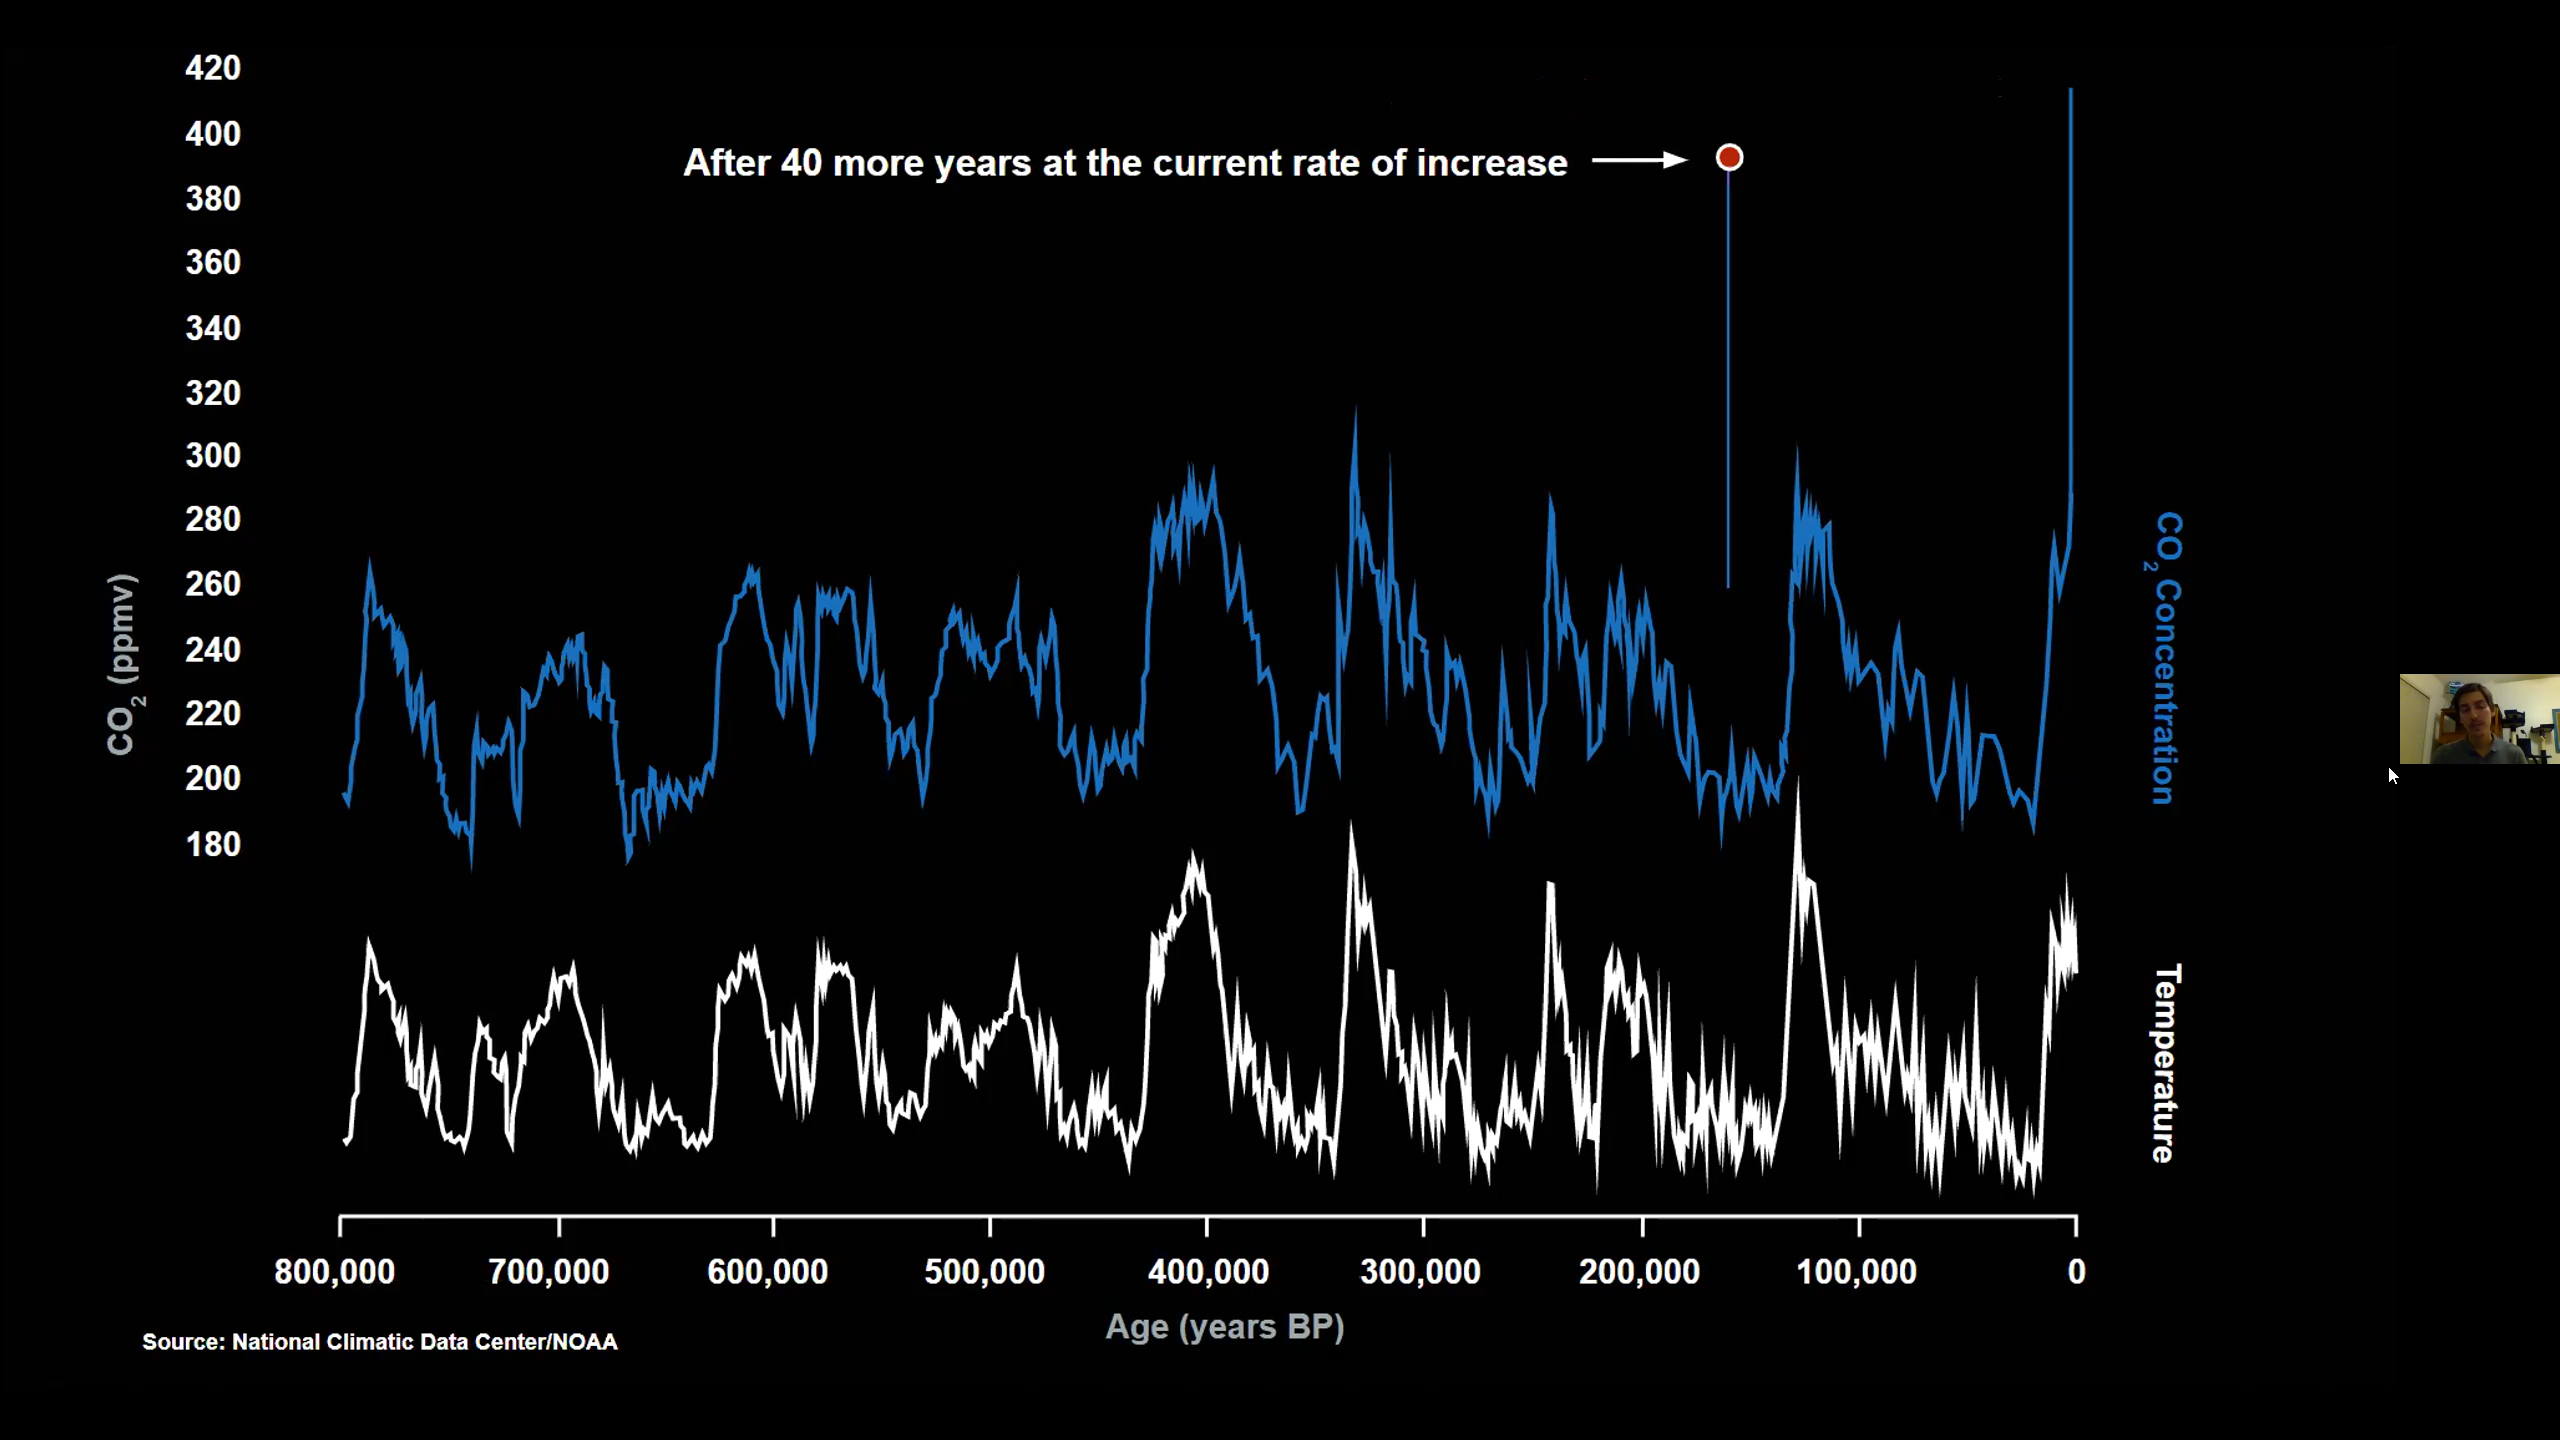 420
400
After 40 more years at the current rate of increase
380
360
340
320
300
280
260
240
220
200
180
CO2 (ppmv)
CO2 Concentration
Temperature
800,000 700,000 600,000 500,000 400,000 300,000 200,000 100,000 0
Age (years BP)
Source: National Climatic Data Center/NOAA